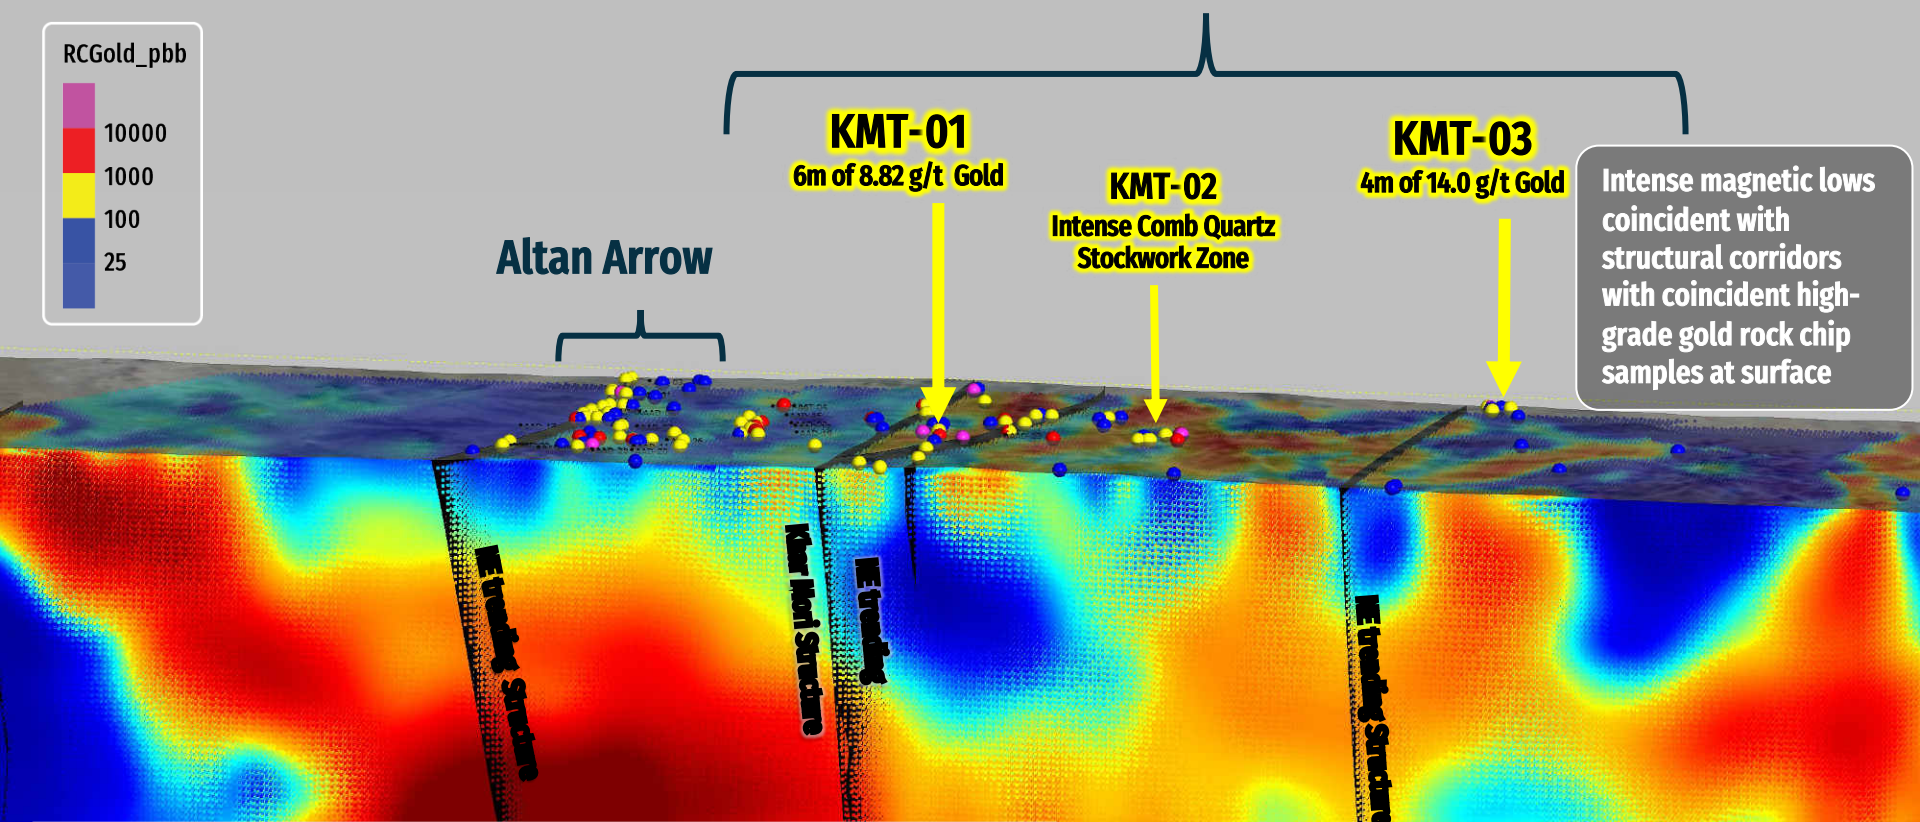 RCGold_pbb
10000
1000
100
25
KMT-01
6m of 8.82 g/t Gold
KMT-02
Intense Comb Quartz
Stockwork Zone
KMT-03
4m of 14.0 g/t Gold
Intense magnetic lows
coincident with
structural corridors
with coincident high-
grade gold rock chip
samples at surface
Altan Arrow
NE trending Structure
Khar Mori Structure
NE trending
NE trending Structure